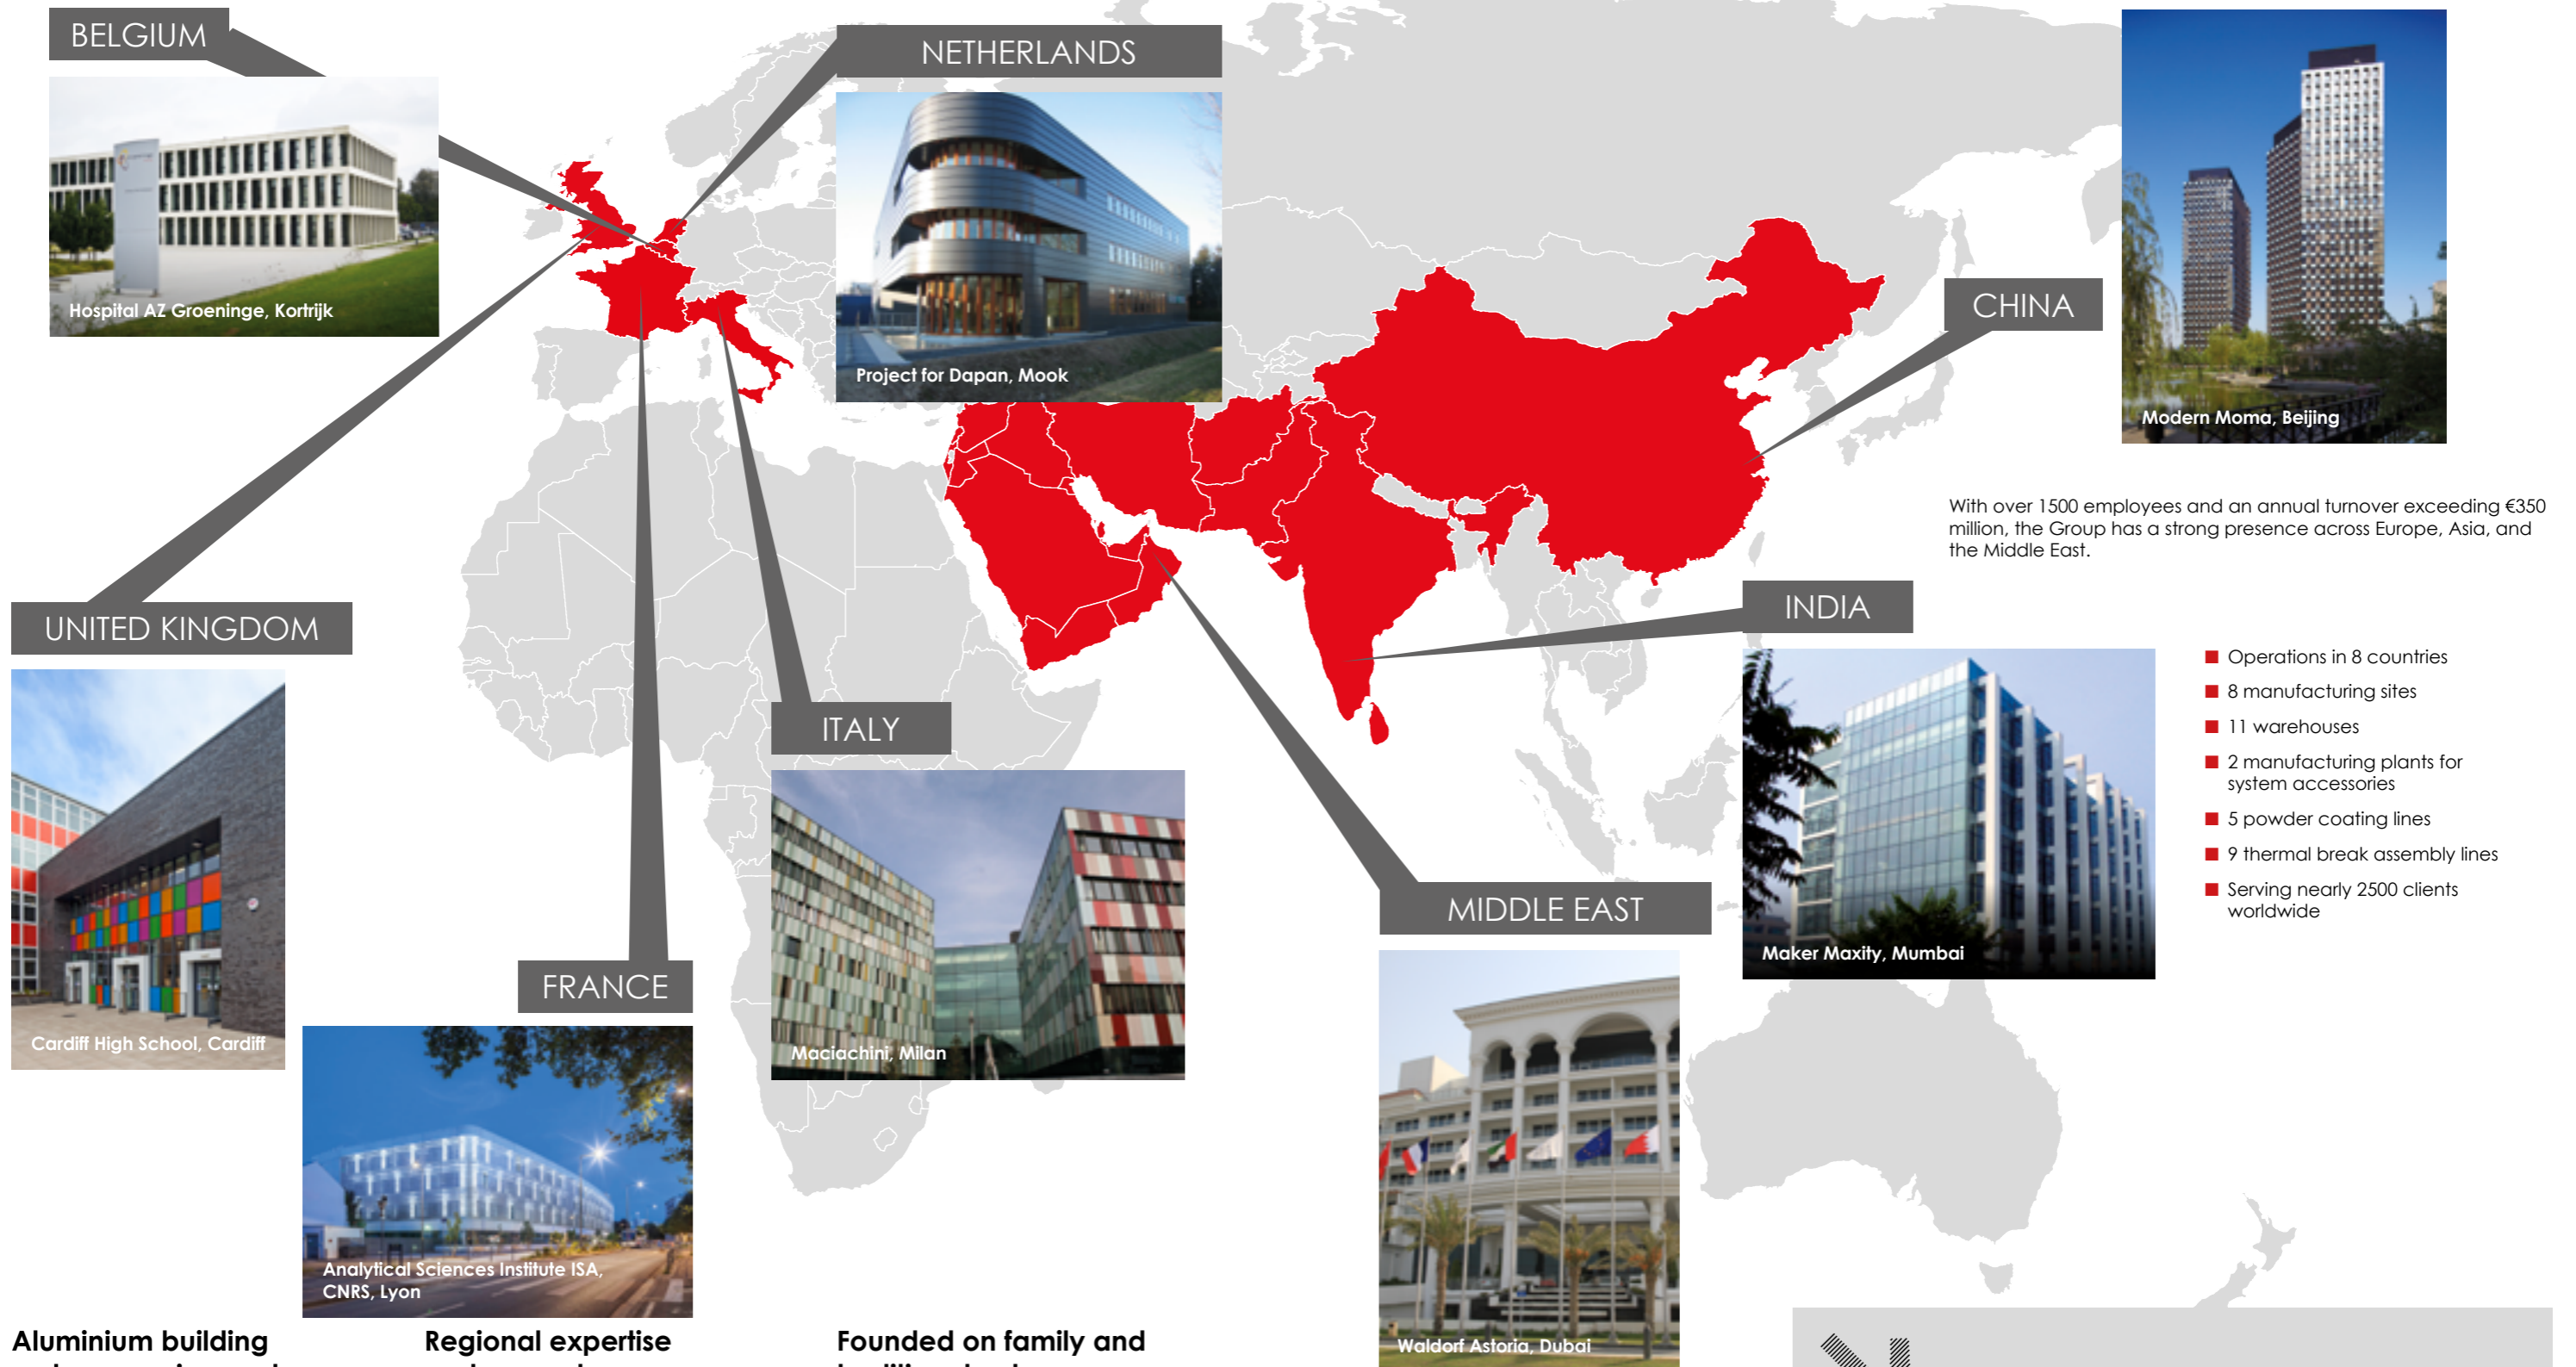 BELGIUM
Hospital AZ Groeninge, Kortrijk
NETHERLANDS
Project for Dapan, Mook
CHINA
Modern Moma, Beijing
With over 1500 employees and an annual turnover exceeding €350
million, the Group has a strong presence across Europe, Asia, and
the Middle East.
UNITED KINGDOM
Cardiff High School, Cardiff
INDIA
Maker Maxity, Mumbai
Operations in 8 countries
8 manufacturing sites
11 warehouses
2 manufacturing plants for
system accessories
5 powder coating lines
9 thermal break assembly lines
Serving nearly 2500 clients
worldwide
ITALY
Maciachini, Milan
MIDDLE EAST
Waldorf Astoria, Dubai
FRANCE
Analytical Sciences Institute ISA,
CNRS, Lyon
Aluminium building
Regional expertise
Founded on family and